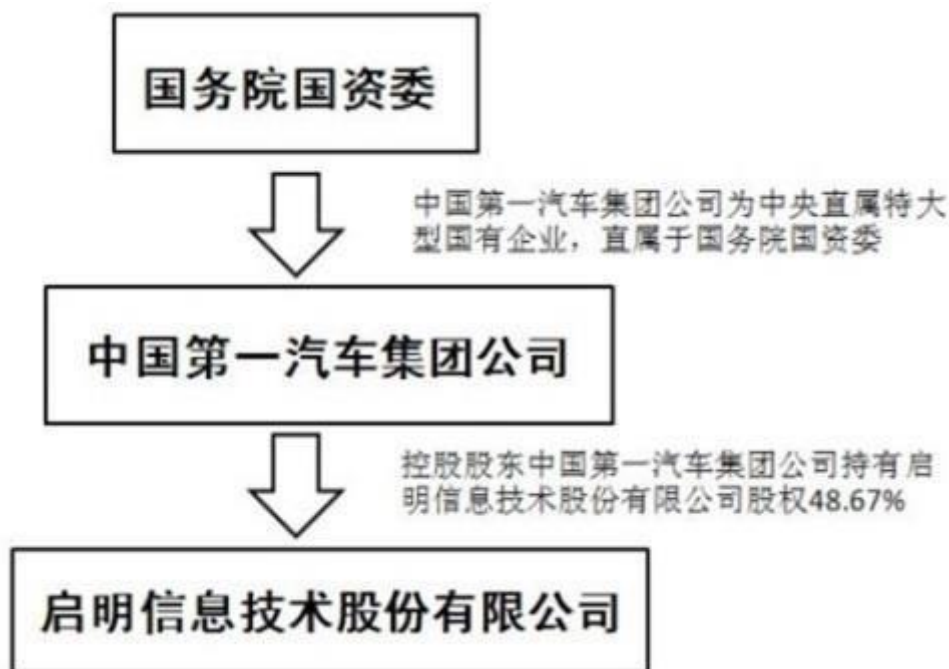 国务院国资委
中国第一汽车集团公司为中央直属特大
型国有企业，直属于国务院国资委
中国第一汽车集团公司
控股股东中国第一汽车集团公司持有启
明信息技术股份有限公司股权48.67%
启明信息技术股份有限公司